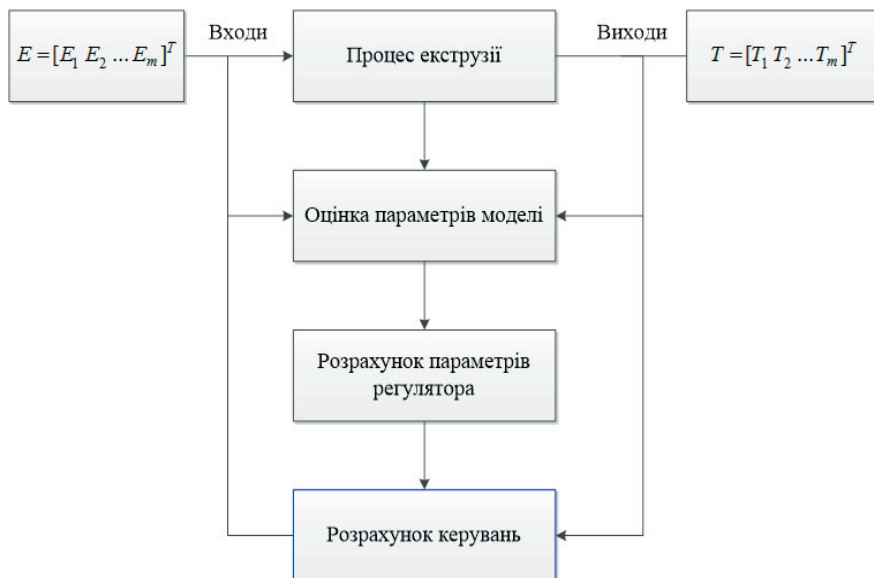 E = [E₁ E₂ ... Eₘ]ᵀ
Входи
Процес екструзії
Виходи
T = [T₁ T₂ ... Tₘ]ᵀ
Оцінка параметрів моделі
Розрахунок параметрів
регулятора
Розрахунок керувань